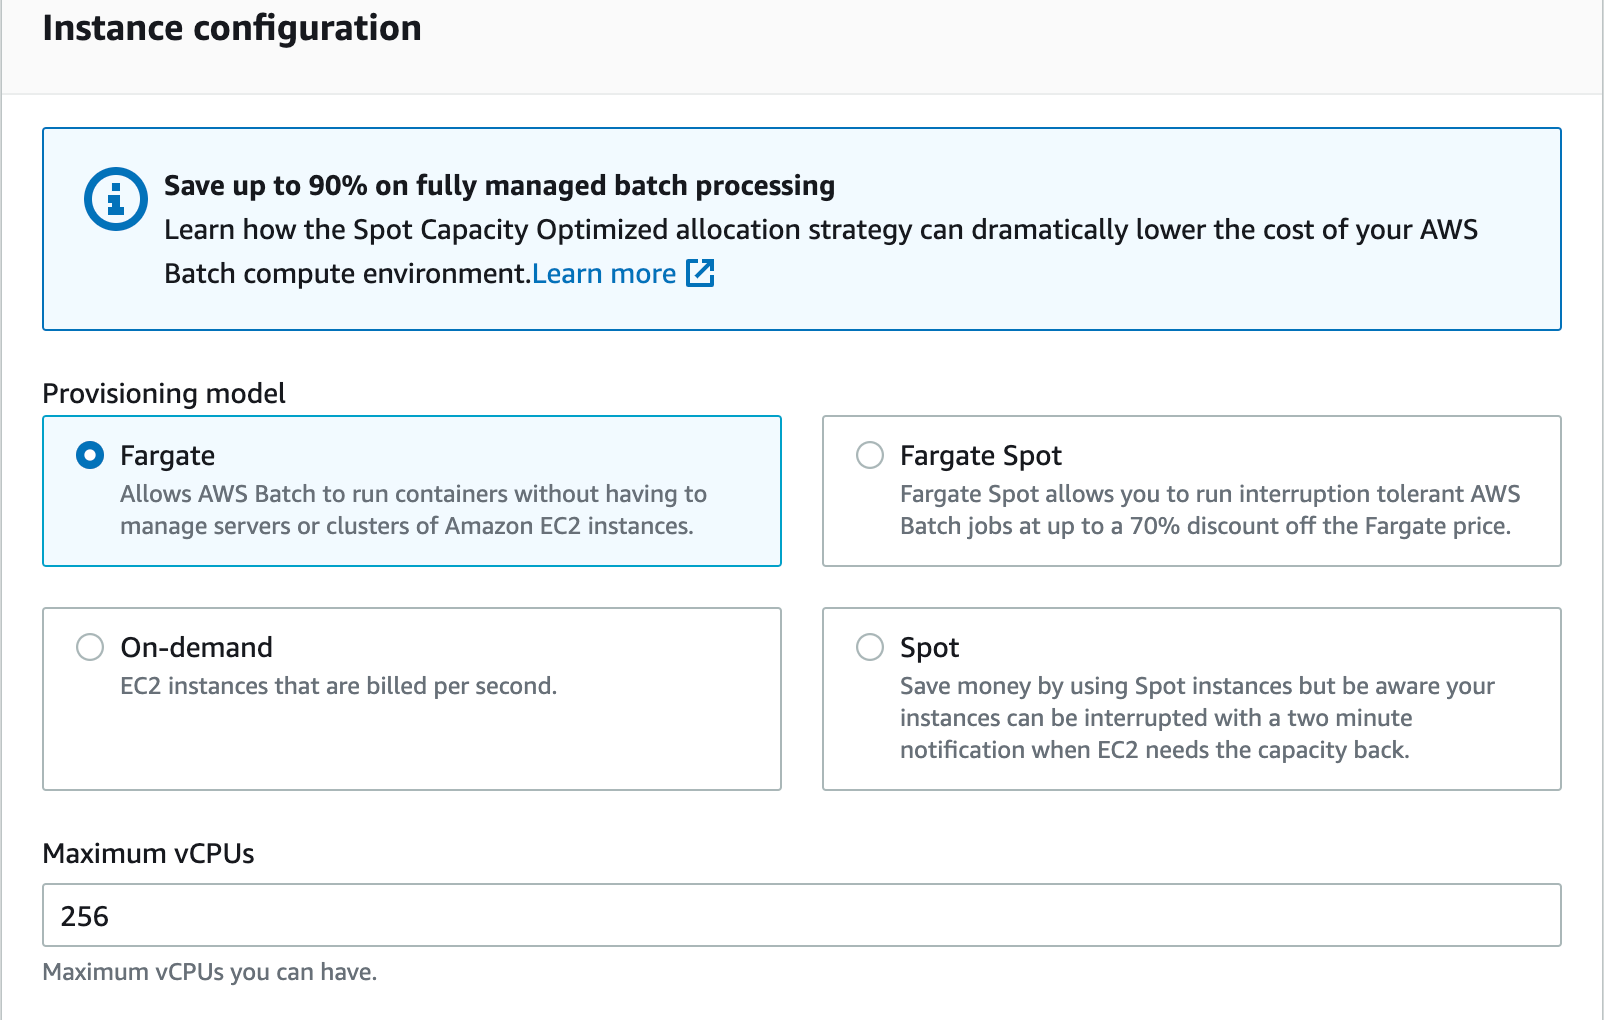 Instance configuration
Save up to 90% on fully managed batch processing
Learn how the Spot Capacity Optimized allocation strategy can dramatically lower the cost of your AWS
Batch compute environment.Learn more
Provisioning model
Fargate
Allows AWS Batch to run containers without having to
manage servers or clusters of Amazon EC2 instances.
Fargate Spot
Fargate Spot allows you to run interruption tolerant AWS
Batch jobs at up to a 70% discount off the Fargate price.
On-demand
EC2 instances that are billed per second.
Spot
Save money by using Spot instances but be aware your
instances can be interrupted with a two minute
notification when EC2 needs the capacity back.
Maximum vCPUs
256
Maximum vCPUs you can have.